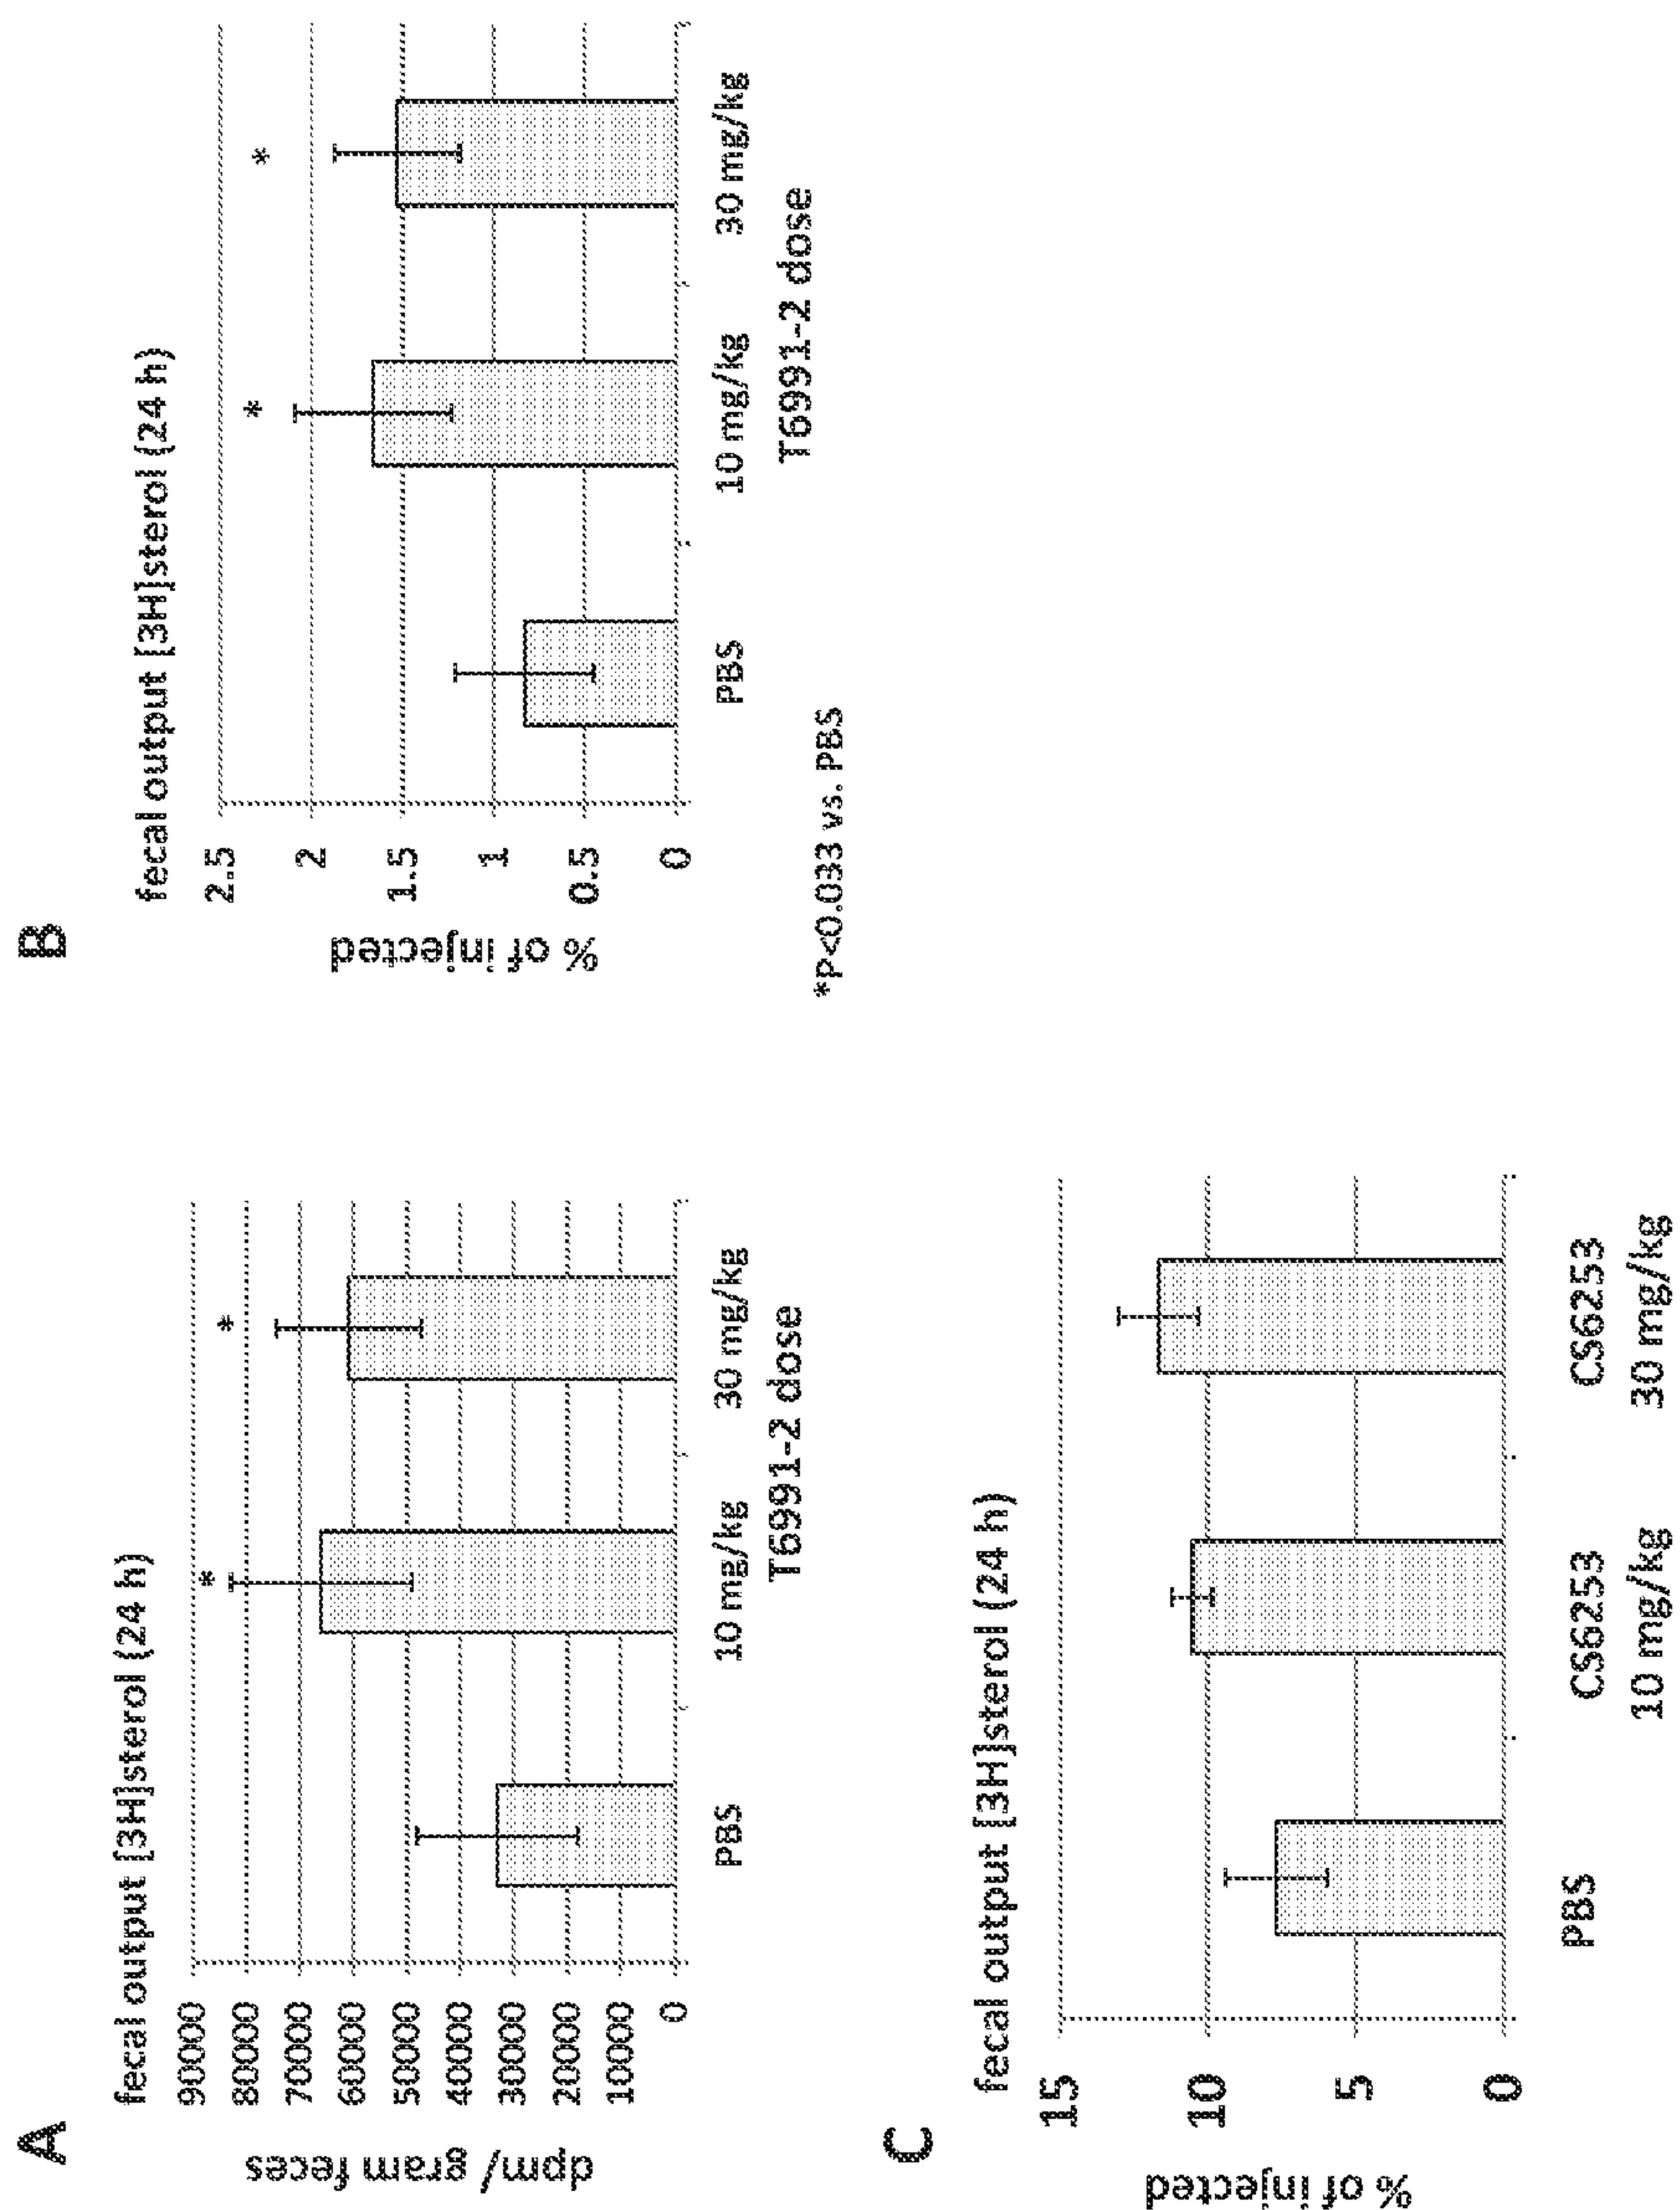 A
fecal output [3H]sterol (24 h)
dpm/ gram feces
90000
80000
70000
60000
50000
40000
30000
20000
10000
0
*
*
PBS
10 mg/kg
30 mg/kg
T6991-2 dose
B
fecal output [3H]sterol (24 h)
% of injected
2.5
2
1.5
1
0.5
0
*
*
PBS
10 mg/kg
30 mg/kg
T6991-2 dose
*P<0.033 vs. PBS
C
fecal output [3H]sterol (24 h)
% of injected
15
10
5
0
PBS
CS6253
10 mg/kg
CS6253
30 mg/kg